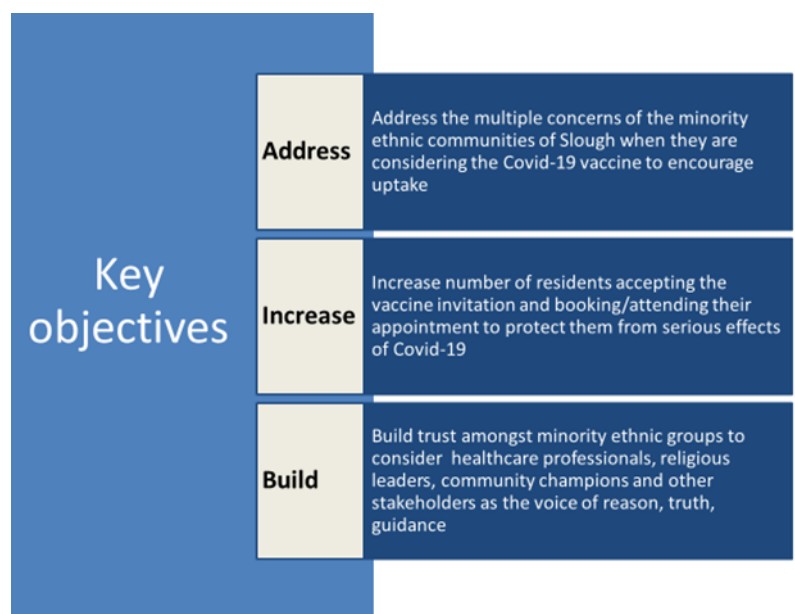 Key
objectives
Address
Address the multiple concerns of the minority
ethnic communities of Slough when they are
considering the Covid-19 vaccine to encourage
uptake
Increase
Increase number of residents accepting the
vaccine invitation and booking/attending their
appointment to protect them from serious effects
of Covid-19
Build
Build trust amongst minority ethnic groups to
consider  healthcare professionals, religious
leaders, community champions and other
stakeholders as the voice of reason, truth,
guidance